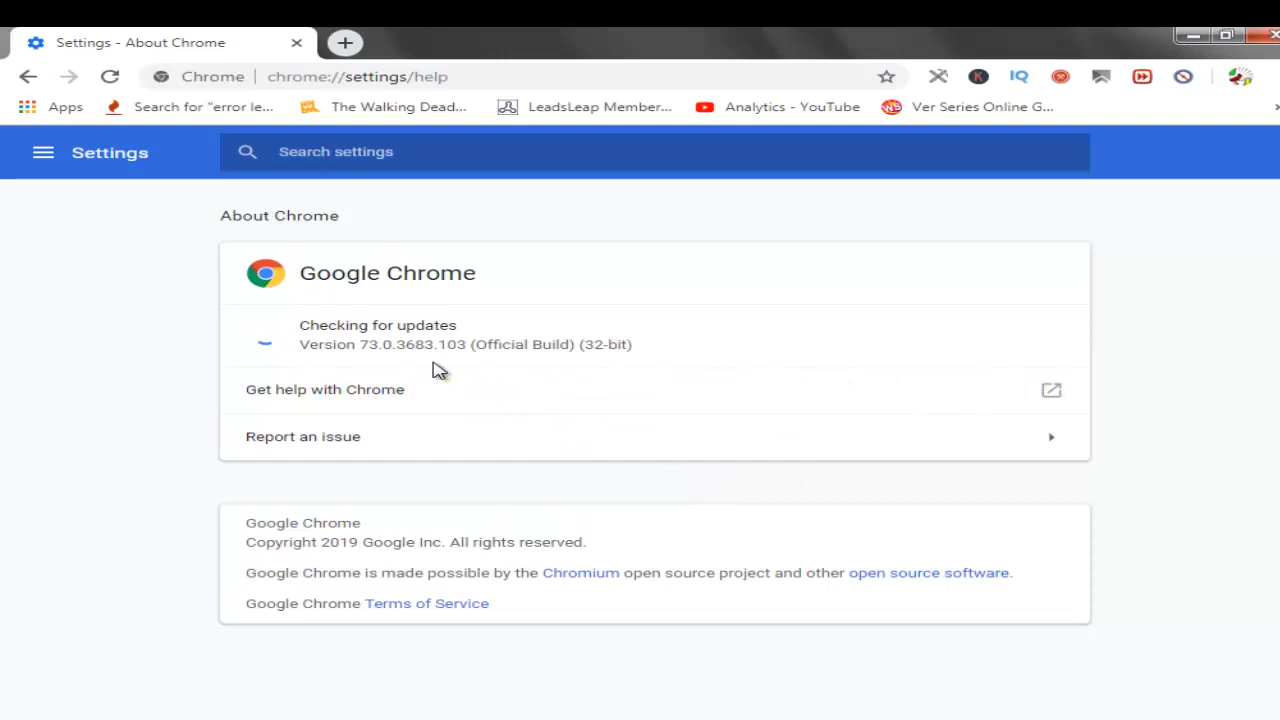 Settings - About Chrome
Chrome
chrome://settings/help
IQ
Apps
Search for "error le...
The Walking Dead...
LeadsLeap Member...
Analytics - YouTube
Ver Series Online G...
Settings
Search settings
About Chrome
Google Chrome
Checking for updates
Version 73.0.3683.103 (Official Build) (32-bit)
Get help with Chrome
Report an issue
Google Chrome
Copyright 2019 Google Inc. All rights reserved.
Google Chrome is made possible by the Chromium open source project and other open source software.
Google Chrome Terms of Service